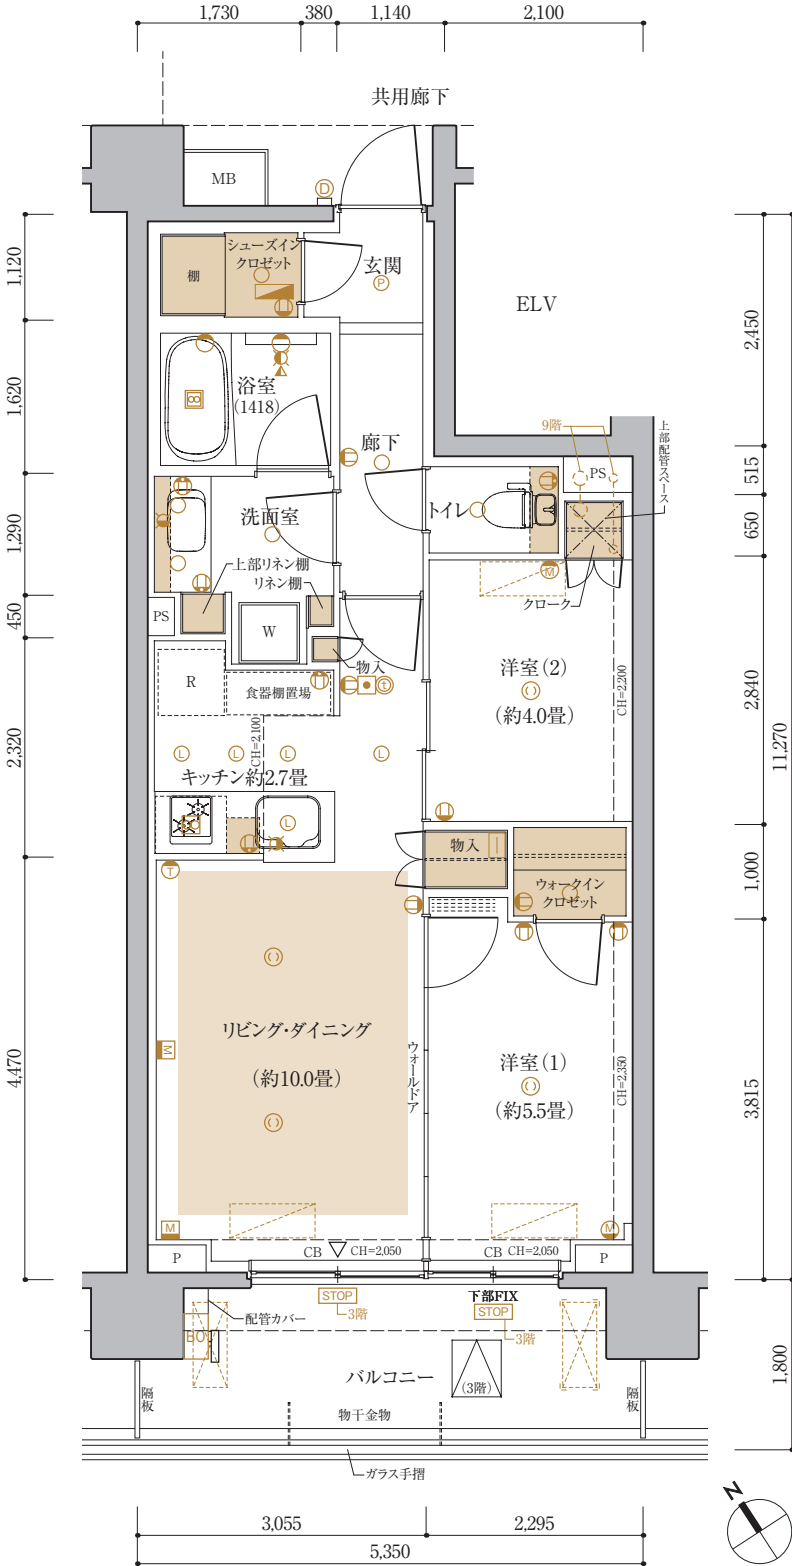 1,730 380 1,140 2,100
共用廊下
MB
D
シューズイン
クロゼット
棚
玄関
P
ELV
1,120
2,450
浴室
(1418)
1,620
廊下
9階
PS
上部配管スペース
515
トイレ
洗面室
650
1,290
上部リネン棚
リネン棚
M
クローク
PS
W
450
物入
洋室(2)
(約4.0畳)
CH=2,200
R
食器棚置場
t
2,840
11,270
CH=2,100
L L L L
2,320
キッチン約2.7畳
L
物入
ウォークイン
クロゼット
1,000
T
リビング・ダイニング
(約10.0畳)
ウォールドア
洋室(1)
(約5.5畳)
CH=2,350
M
4,470
3,815
M
M
P
CB
CH=2,050
CB
CH=2,050
P
STOP
3階
下部FIX
STOP
3階
配管カバー
BO
バルコニー
(3階)
1,800
隔板
物干金物
隔板
ガラス手摺
N
3,055 2,295
5,350